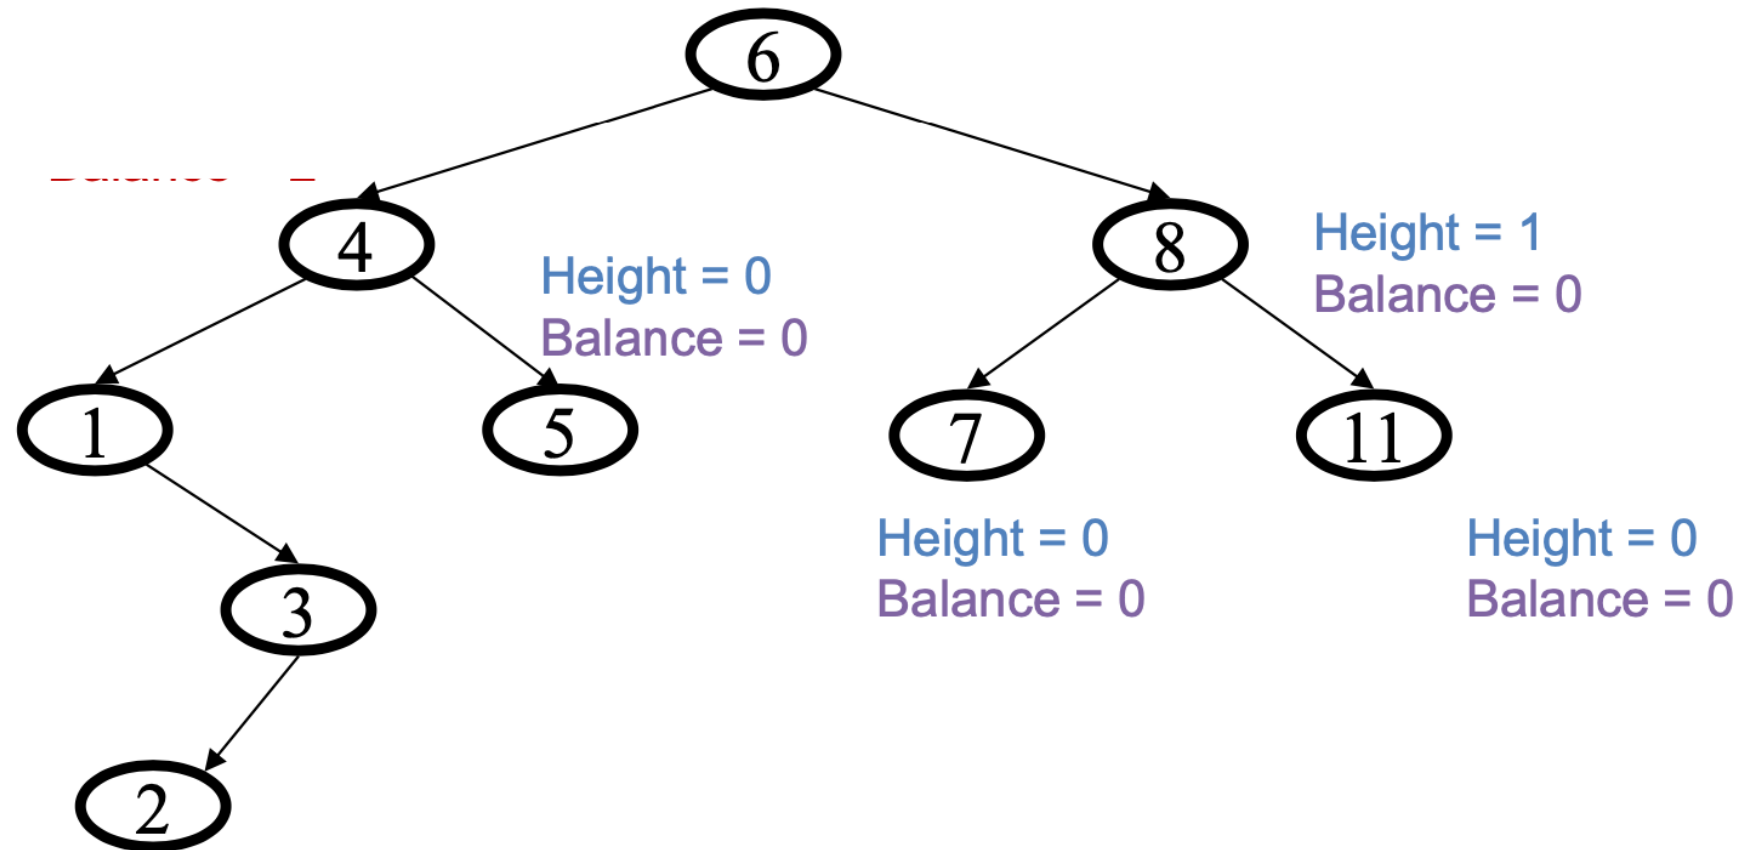 6
4
8
Height = 1
Balance = 0
Height = 0
Balance = 0
1
5
7
11
Height = 0
Balance = 0
Height = 0
Balance = 0
3
2